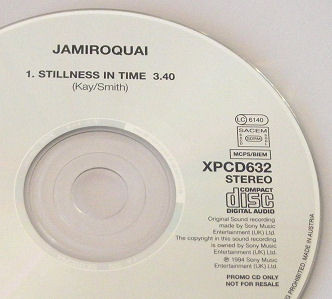 JAMIROQUAI
1. STILLNESS IN TIME 3.40
(Kay/Smith)
LC 6140
SACEM
SDRM
MCPS/BIEM
XPCD632
STEREO
COMPACT
disc
DIGITAL AUDIO
Original Sound recording
made by Sony Music
Entertainment (UK) Ltd.
The copyright in this sound recording
is owned by Sony Music
Entertainment (UK) Ltd.
℗ 1994 Sony Music
Entertainment (UK) Ltd.
PROMO CD ONLY
NOT FOR RESALE
PROHIBITED. MADE IN AUSTRIA